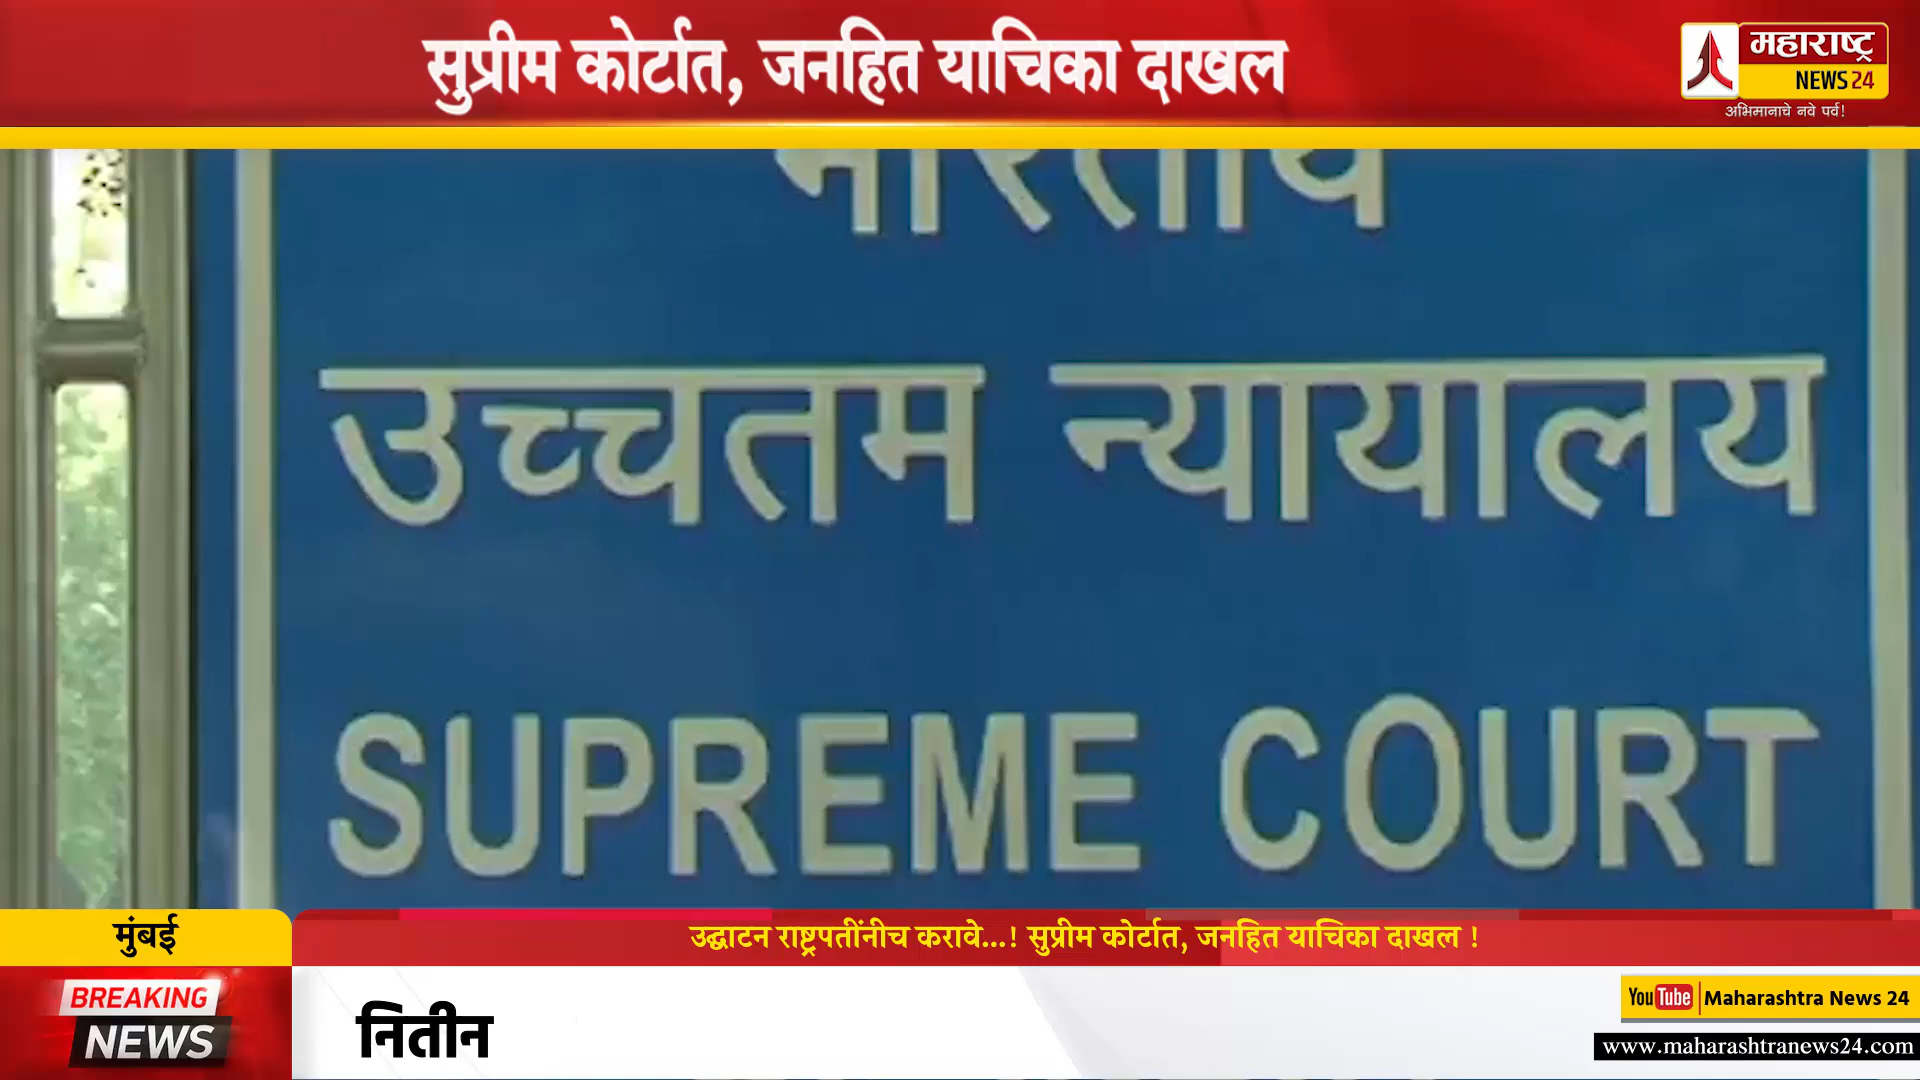 सुप्रीम कोर्टात, जनहित याचिका दाखल
महाराष्ट्र
NEWS 24
अभिमानाचे नवे पर्व!
भारतीय
उच्चतम न्यायालय
SUPREME COURT
मुंबई
उद्घाटन राष्ट्रपतींनीच करावे...! सुप्रीम कोर्टात, जनहित याचिका दाखल !
BREAKING
NEWS
नितीन
YouTube Maharashtra News 24
www.maharashtranews24.com